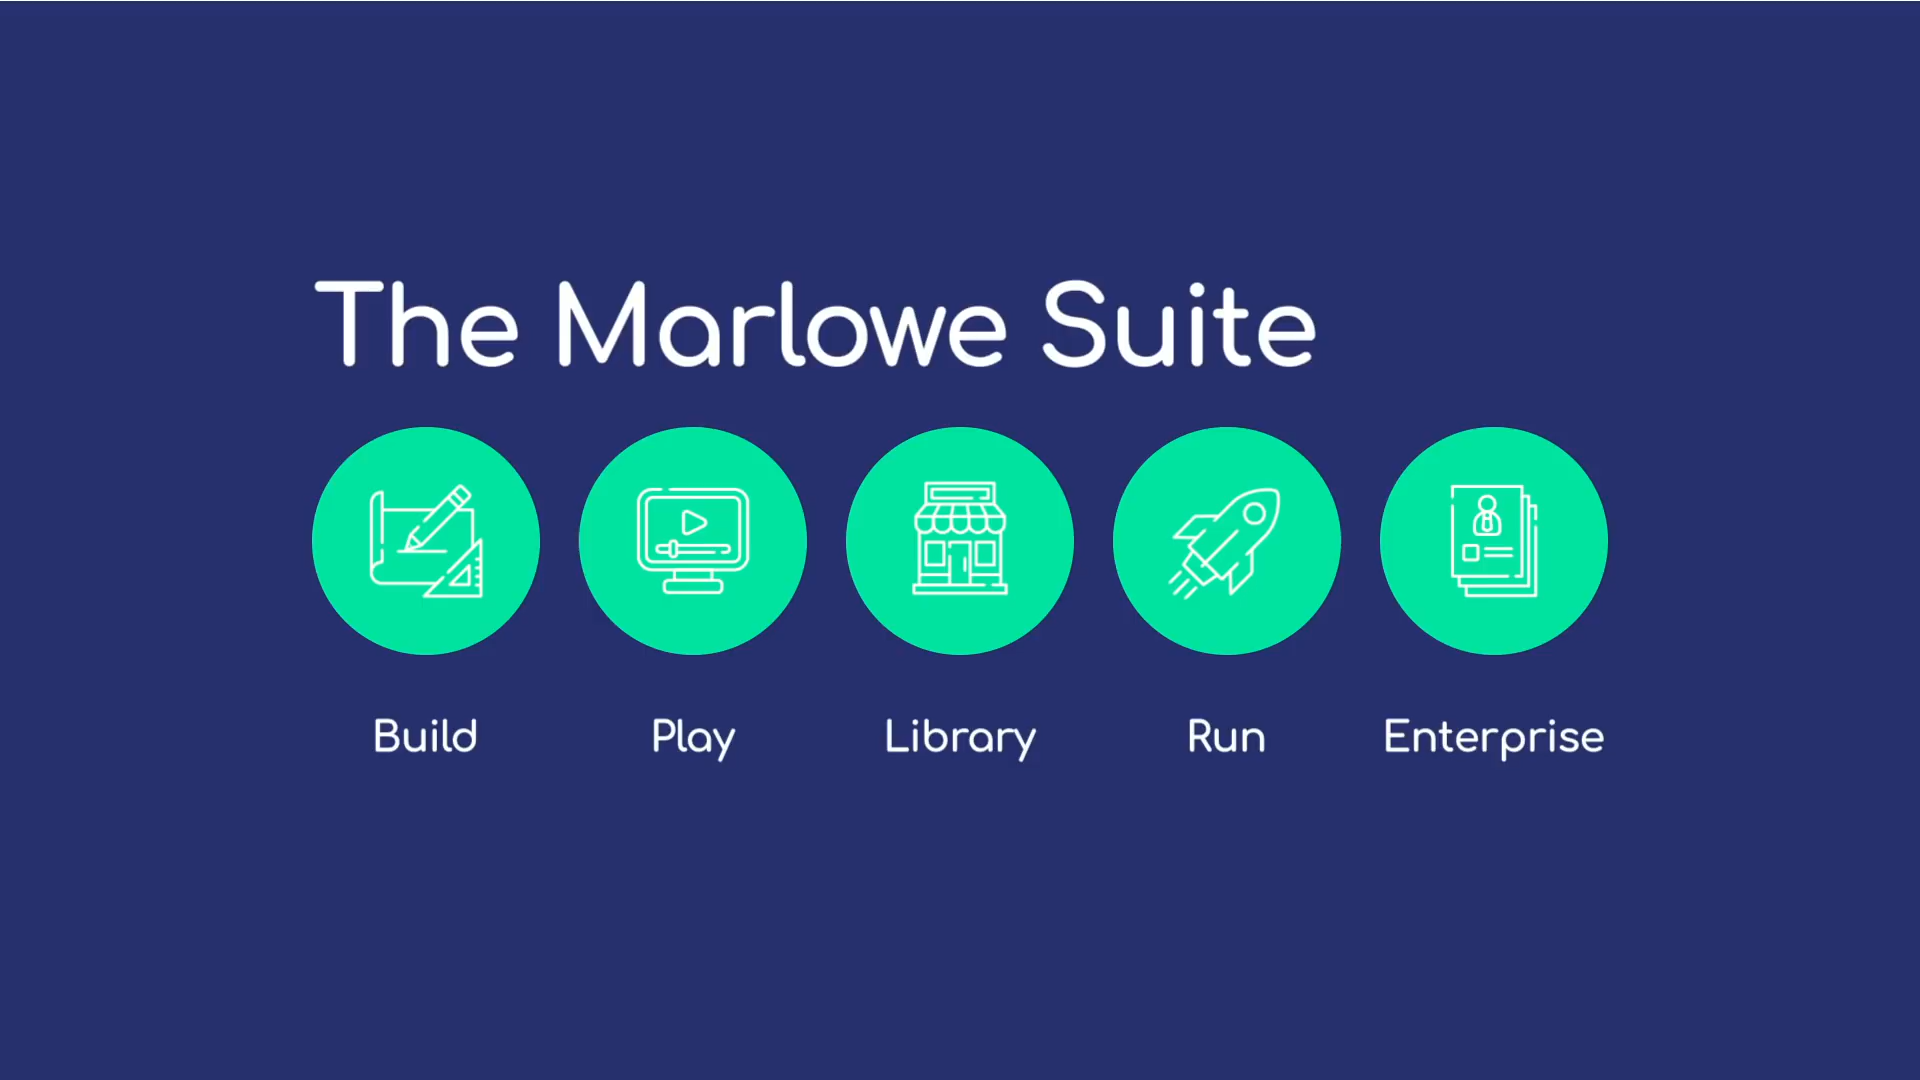 The Marlowe Suite
Build
Play
Library
Run
Enterprise